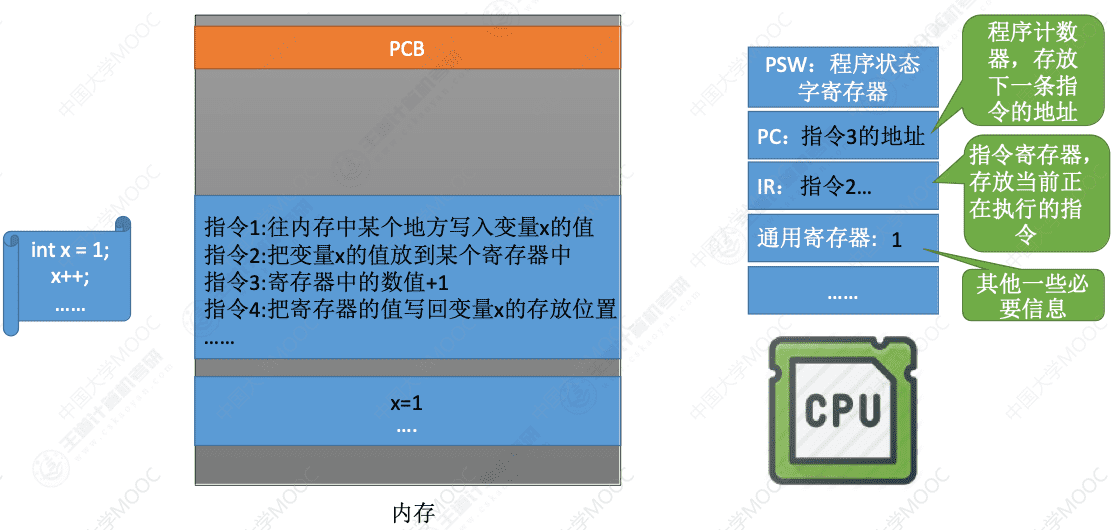 int x = 1;
x++;
……
PCB
指令1:往内存中某个地方写入变量x的值
指令2:把变量x的值放到某个寄存器中
指令3:寄存器中的数值+1
指令4:把寄存器的值写回变量x的存放位置
……
x=1
....
内存
PSW：程序状态
字寄存器
PC：指令3的地址
IR：指令2...
通用寄存器：1
……
程序计数
器，存放
下一条指
令的地址
指令寄存器，
存放当前正
在执行的指
令
其他一些必
要信息
CPU
中国大学MOOC
王道计算机考研